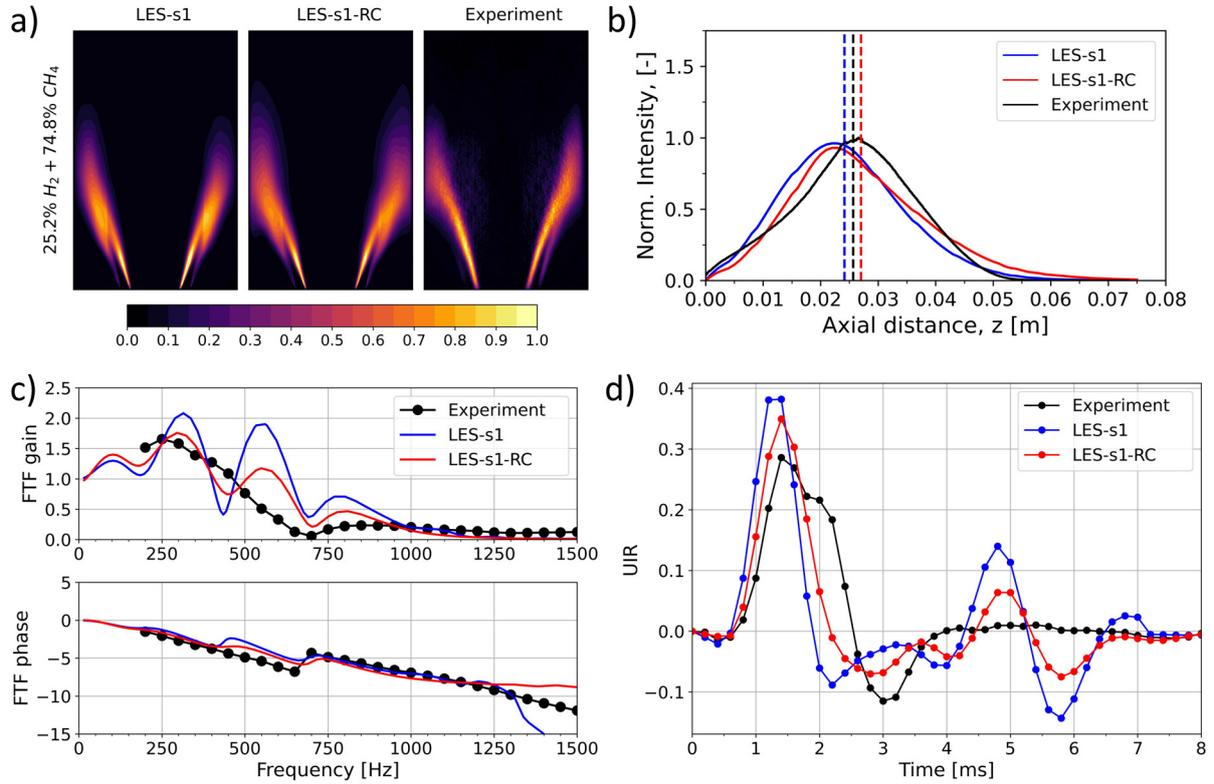 a)
LES-s1
LES-s1-RC
Experiment
25.2% H₂ + 74.8% CH₄
0.0 0.1 0.2 0.3 0.4 0.5 0.6 0.7 0.8 0.9 1.0
b)
Norm. Intensity, [-]
1.5
1.0
0.5
0.0
0.00 0.01 0.02 0.03 0.04 0.05 0.06 0.07 0.08
Axial distance, z [m]
LES-s1
LES-s1-RC
Experiment
c)
FTF gain
2.5
2.0
1.5
1.0
0.5
0.0
0 250 500 750 1000 1250 1500
Experiment
LES-s1
LES-s1-RC
FTF phase
5
0
−5
−10
−15
0 250 500 750 1000 1250 1500
Frequency [Hz]
d)
UIR
0.4
0.3
0.2
0.1
0.0
−0.1
0 1 2 3 4 5 6 7 8
Time [ms]
Experiment
LES-s1
LES-s1-RC